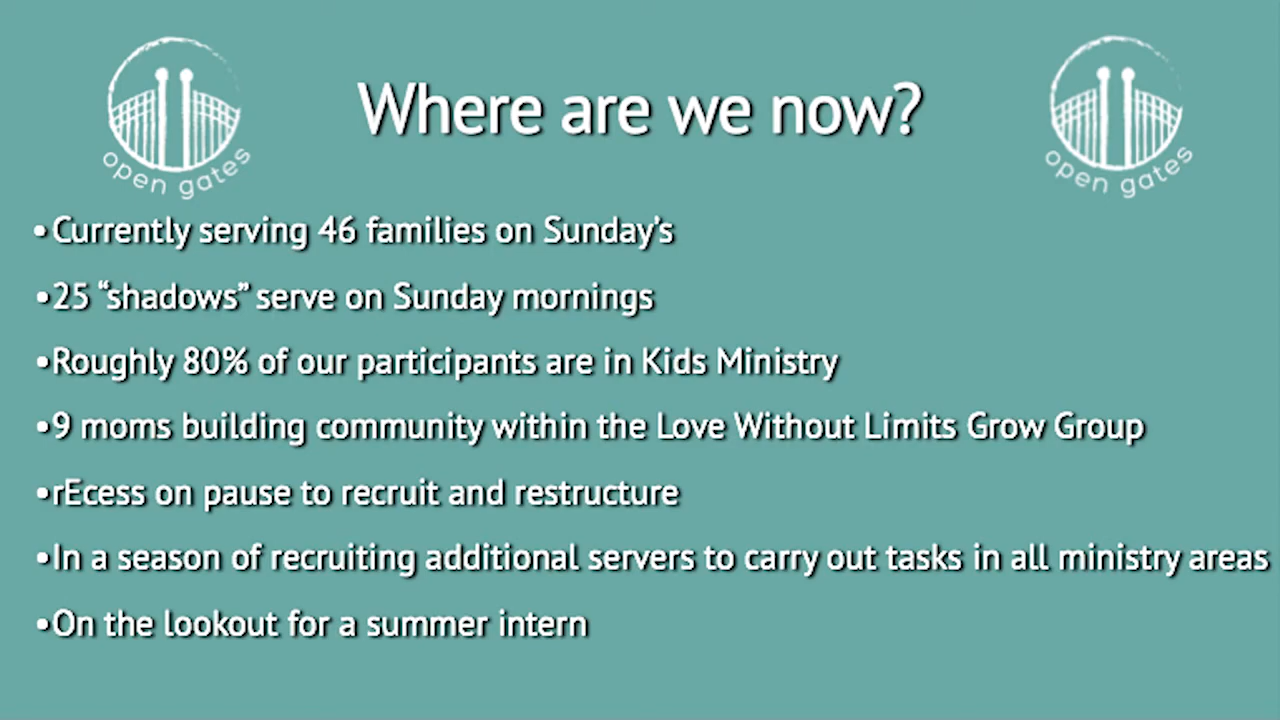 open gates
Where are we now?
open gates
•Currently serving 46 families on Sunday’s
•25 “shadows” serve on Sunday mornings
•Roughly 80% of our participants are in Kids Ministry
•9 moms building community within the Love Without Limits Grow Group
•rEcess on pause to recruit and restructure
•In a season of recruiting additional servers to carry out tasks in all ministry areas
•On the lookout for a summer intern